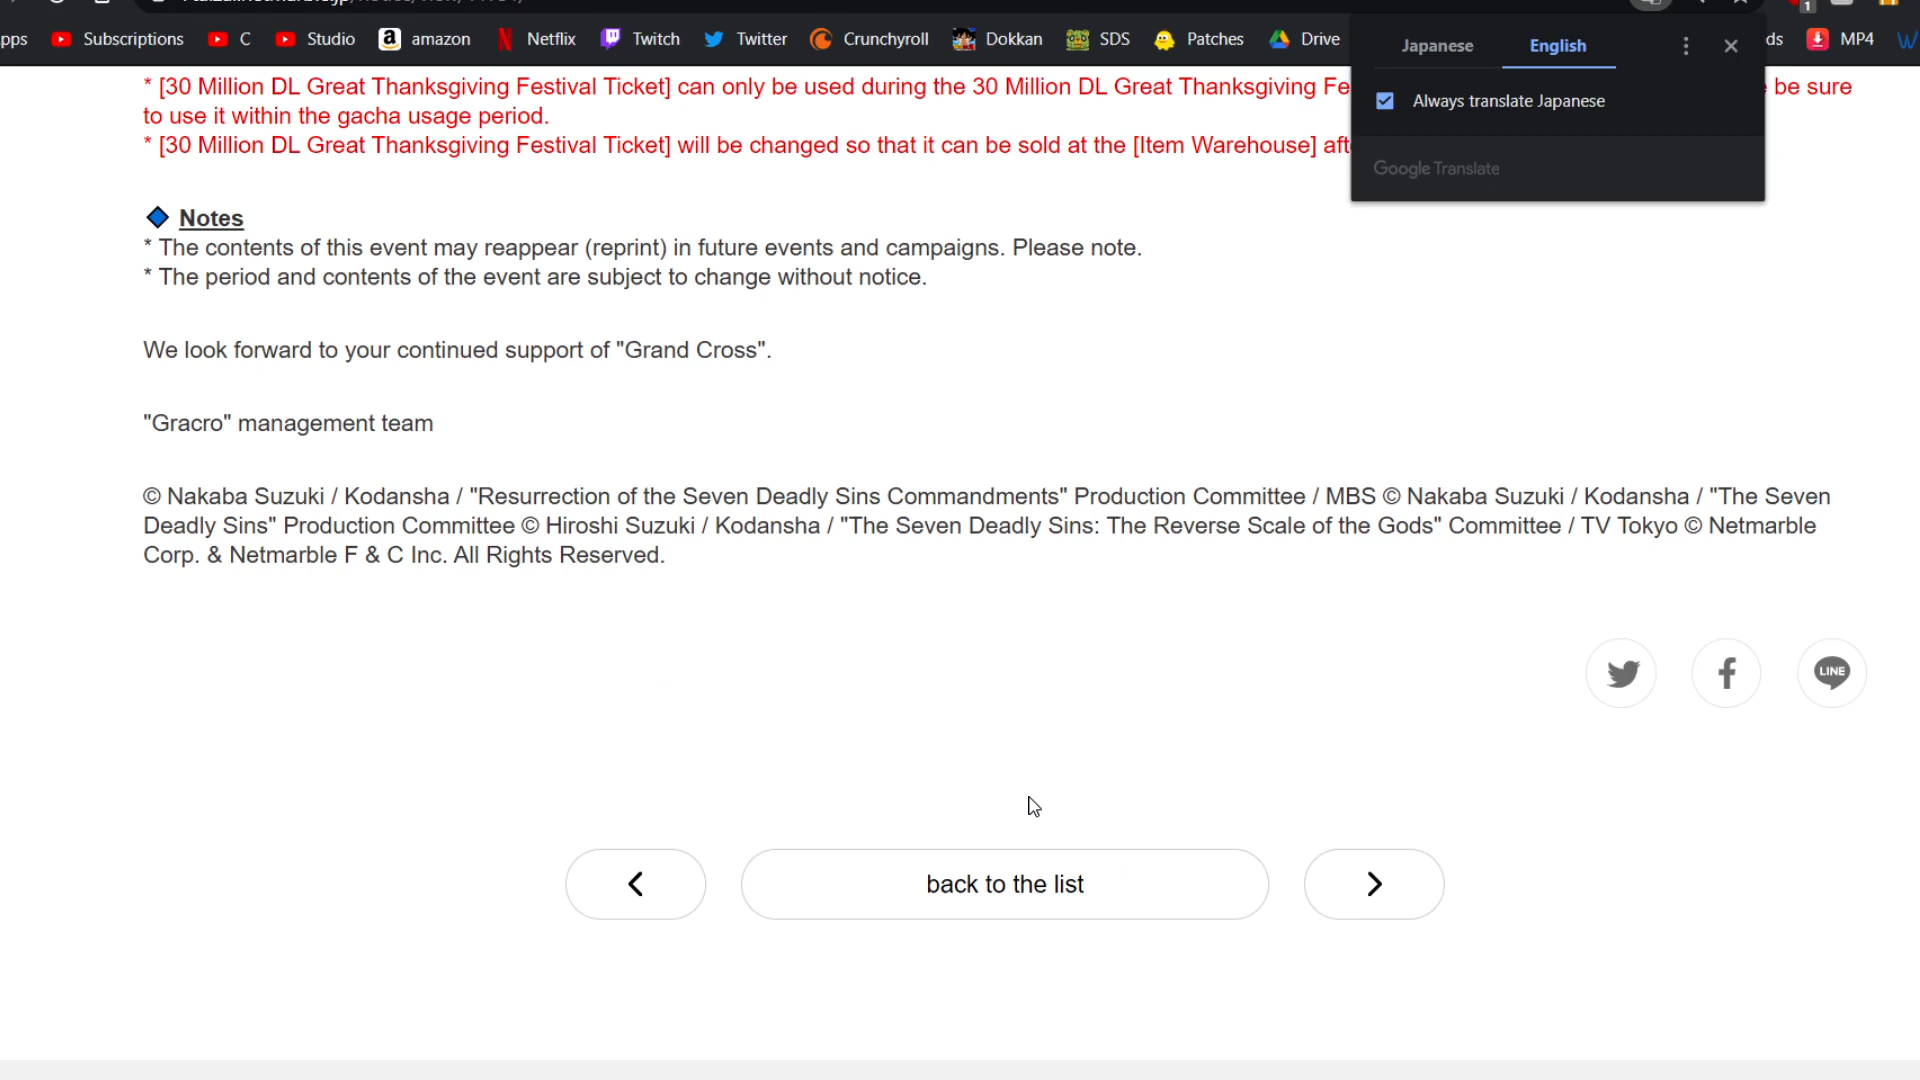 pps Subscriptions C Studio amazon Netflix Twitch Twitter Crunchyroll Dokkan SDS Patches Drive ds MP4
Japanese English
Always translate Japanese
Google Translate
* [30 Million DL Great Thanksgiving Festival Ticket] can only be used during the 30 Million DL Great Thanksgiving Fe be sure
to use it within the gacha usage period.
* [30 Million DL Great Thanksgiving Festival Ticket] will be changed so that it can be sold at the [Item Warehouse] aft
Notes
* The contents of this event may reappear (reprint) in future events and campaigns. Please note.
* The period and contents of the event are subject to change without notice.
We look forward to your continued support of "Grand Cross".
"Gracro" management team
© Nakaba Suzuki / Kodansha / "Resurrection of the Seven Deadly Sins Commandments" Production Committee / MBS © Nakaba Suzuki / Kodansha / "The Seven
Deadly Sins" Production Committee © Hiroshi Suzuki / Kodansha / "The Seven Deadly Sins: The Reverse Scale of the Gods" Committee / TV Tokyo © Netmarble
Corp. & Netmarble F & C Inc. All Rights Reserved.
LINE
back to the list